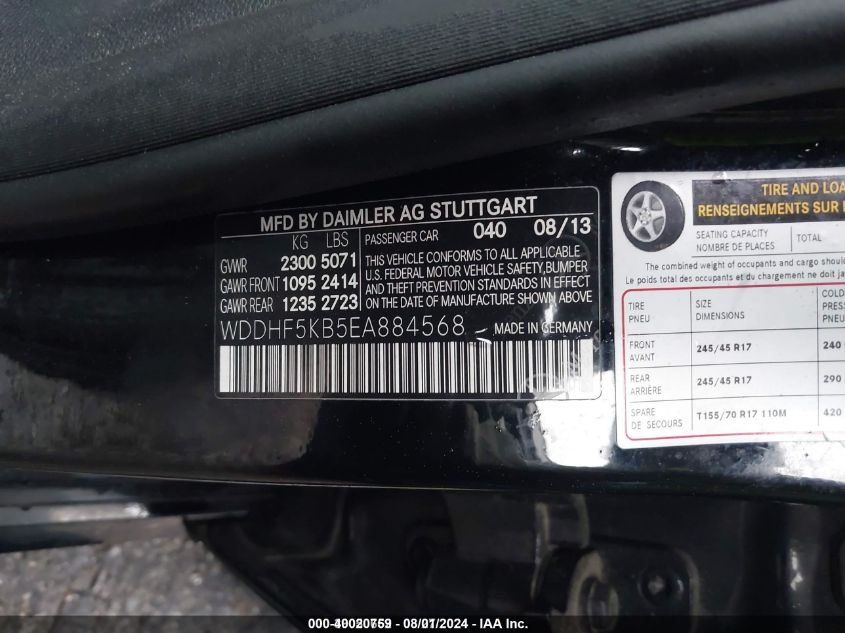 MFD BY DAIMLER AG STUTTGART
KG LBS
GVWR 2300 5071
GAWR FRONT 1095 2414
GAWR REAR 1235 2723
PASSENGER CAR 040 08/13
THIS VEHICLE CONFORMS TO ALL APPLICABLE
U.S. FEDERAL MOTOR VEHICLE SAFETY, BUMPER
AND THEFT PREVENTION STANDARDS IN EFFECT
ON THE DATE OF MANUFACTURE SHOWN ABOVE.
WDDHF5KB5EA884568
MADE IN GERMANY
TIRE AND LOA
RENSEIGNEMENTS SUR
SEATING CAPACITY
NOMBRE DE PLACES
TOTAL
The combined weight of occupants and cargo should
Le poids total des occupants et du chargement ne doit ja
TIRE
PNEU
SIZE
DIMENSIONS
COLD
PRESS
PNEU
FRONT
AVANT
245/45 R17
240
REAR
ARRIÈRE
245/45 R17
290
SPARE
DE SECOURS
T155/70 R17 110M
420
2024 - IAA Inc.